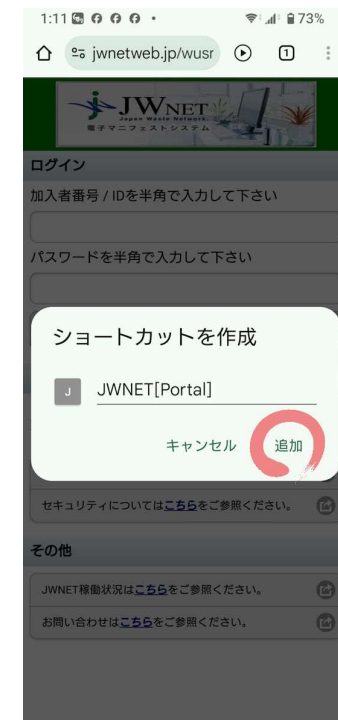 1:11
73%
jwnetweb.jp/wusr
1
JWNET
Japan Waste Network
電子マニフェストシステム
ログイン
加入者番号 / IDを半角で入力して下さい
パスワードを半角で入力して下さい
ショートカットを作成
J
JWNET[Portal]
キャンセル
追加
セキュリティについてはこちらをご参照ください。
その他
JWNET稼働状況はこちらをご参照ください。
お問い合わせはこちらをご参照ください。